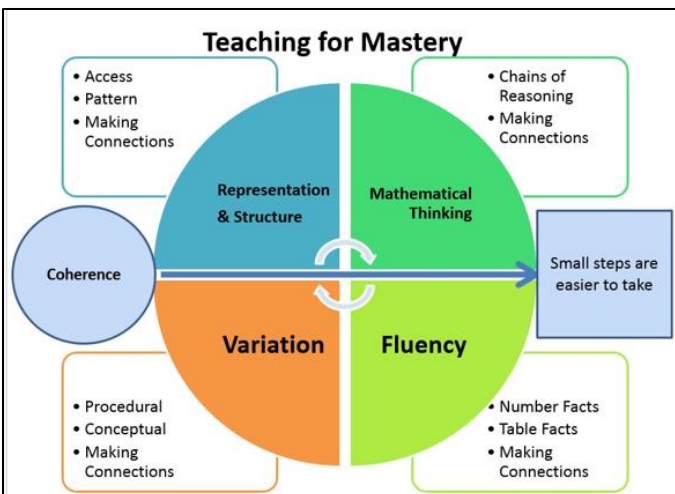 Teaching for Mastery
• Access
• Pattern
• Making
Connections
• Chains of
Reasoning
• Making
Connections
Representation
& Structure
Mathematical
Thinking
Coherence
Small steps are
easier to take
Variation
Fluency
• Procedural
• Conceptual
• Making
Connections
• Number Facts
• Table Facts
• Making
Connections